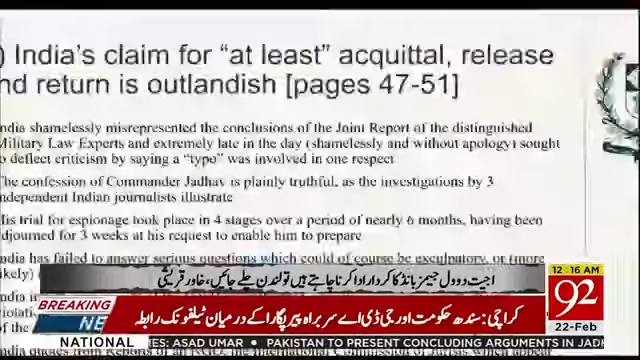 ) India's claim for “at least” acquittal, release
nd return is outlandish [pages 47-51]
ndia shamelessly misrepresented the conclusions of the Joint Report of the distinguished
Military Law Experts and extremely late in the day (shamelessly and without apology) sought
o deflect criticism by saying a “typo” was involved in one respect
The confession of Commander Jadhav is plainly truthful, as the investigations by 3
ndependent Indian journalists illustrate
His trial for espionage took place in 4 stages over a period of nearly 6 months, having been
djourned for 3 weeks at his request to enable him to prepare
ndia has failed to answer serious questions which could of course be exculpatory, or (more
ikely)
اجیت دوول جیمز بانڈ کا کردار ادا کرنا چاہتے ہیں تو لندن چلے جائیں، خاور قریشی
12:16 AM
BREAKING
NE
کراچی: سندھ حکومت اور جی ڈی اے سربراہ پیر پگارا کے درمیان ٹیلفونک رابطہ
92
22-Feb
NATIONAL
ES: ASAD UMAR
PAKISTAN TO PRESENT CONCLUDING ARGUMENTS IN J